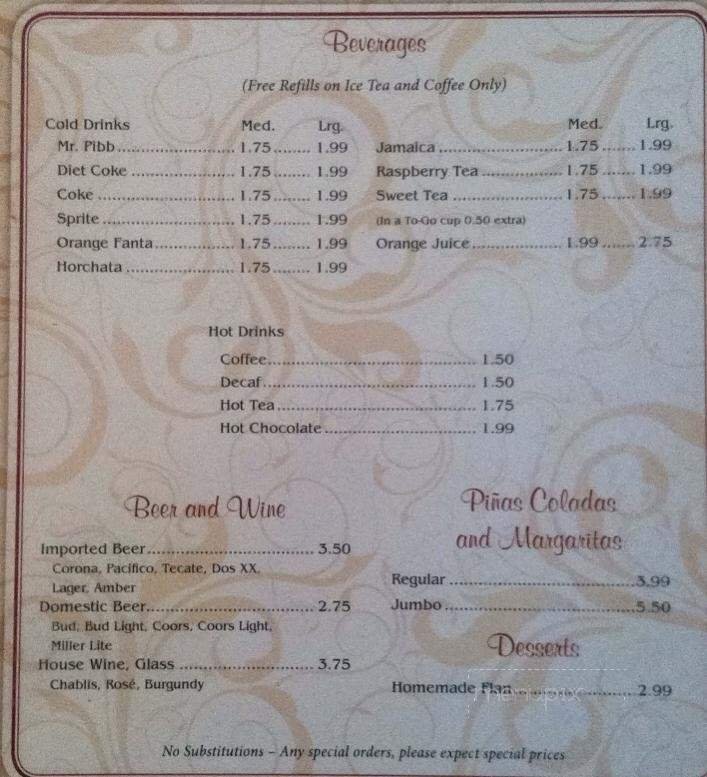 Beverages
(Free Refills on Ice Tea and Coffee Only)
Cold Drinks Med. Lrg.
Mr. Pibb 1.75 1.99
Diet Coke 1.75 1.99
Coke 1.75 1.99
Sprite 1.75 1.99
Orange Fanta 1.75 1.99
Horchata 1.75 1.99
Med. Lrg.
Jamaica 1.75 1.99
Raspberry Tea 1.75 1.99
Sweet Tea 1.75 1.99
(In a To-Go cup 0.50 extra)
Orange Juice 1.99 2.75
Hot Drinks
Coffee 1.50
Decaf 1.50
Hot Tea 1.75
Hot Chocolate 1.99
Beer and Wine
Imported Beer 3.50
Corona, Pacifico, Tecate, Dos XX,
Lager, Amber
Domestic Beer 2.75
Bud, Bud Light, Coors, Coors Light,
Miller Lite
House Wine, Glass 3.75
Chablis, Rosé, Burgundy
Piñas Coladas
and Margaritas
Regular 3.99
Jumbo 5.50
Desserts
Homemade Flan 2.99
No Substitutions – Any special orders, please expect special prices